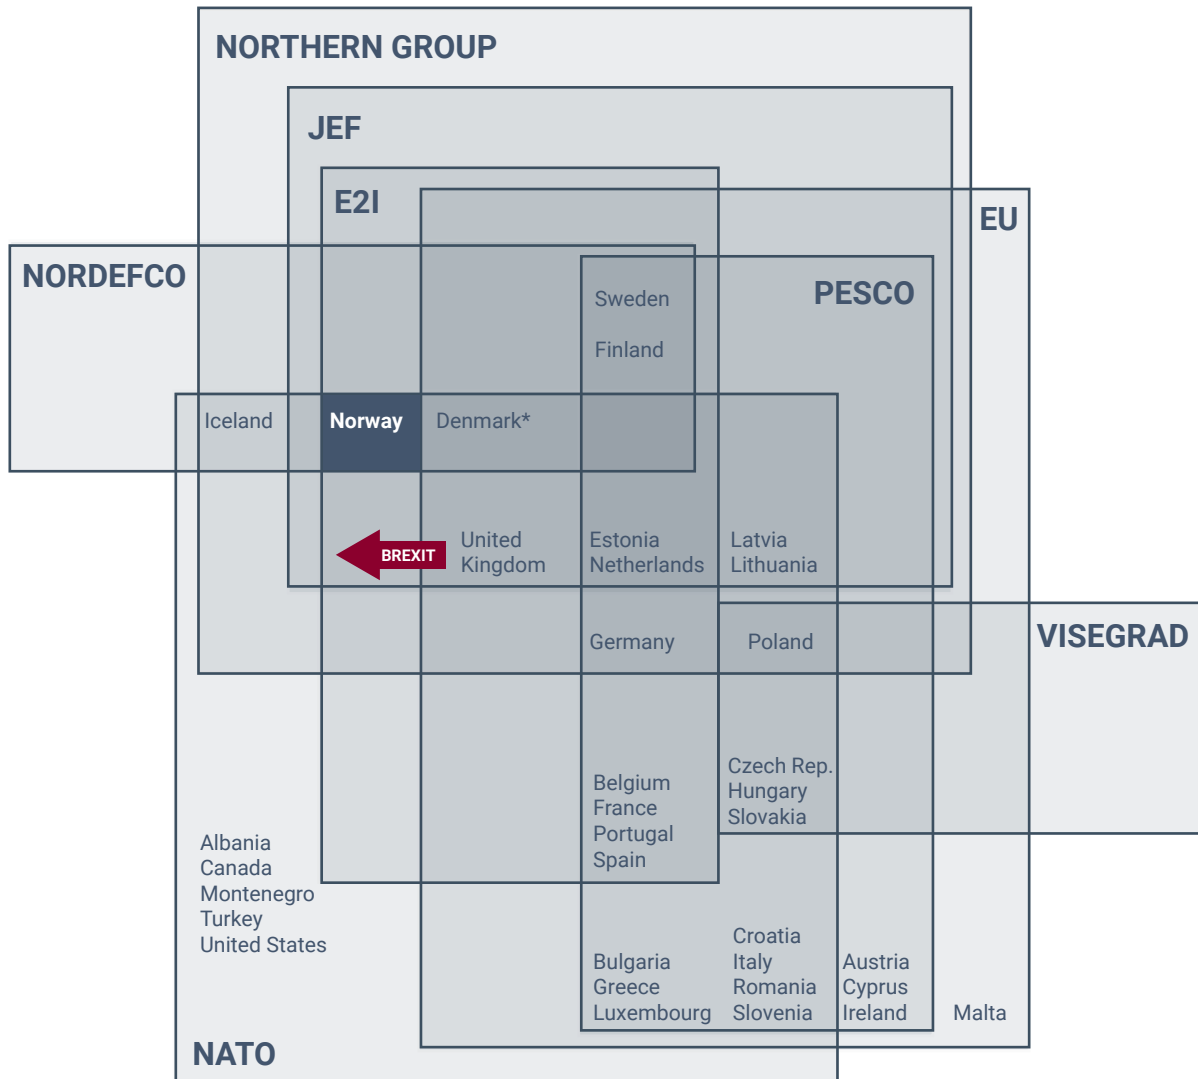 NORTHERN GROUP
JEF
E2I
EU
NORDEFCO
PESCO
Sweden
Finland
Iceland
Norway
Denmark*
BREXIT
United
Kingdom
Estonia
Netherlands
Latvia
Lithuania
Germany
Poland
VISEGRAD
Belgium
France
Portugal
Spain
Czech Rep.
Hungary
Slovakia
Albania
Canada
Montenegro
Turkey
United States
Bulgaria
Greece
Luxembourg
Croatia
Italy
Romania
Slovenia
Austria
Cyprus
Ireland
Malta
NATO